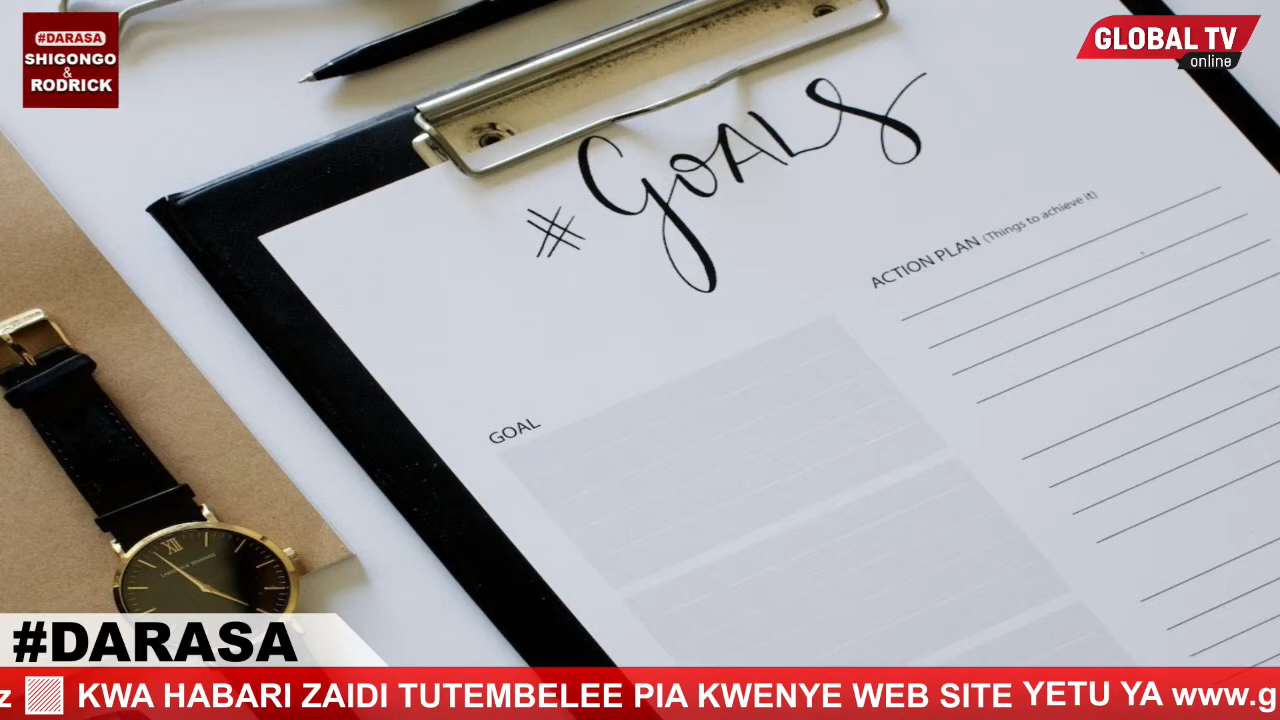 #DARASA
SHIGONGO
&
RODRICK
GLOBAL TV
online
#GOALS
ACTION PLAN (Things to achieve it)
GOAL
XII
#DARASA
z KWA HABARI ZAIDI TUTEMBELEE PIA KWENYE WEB SITE YETU YA www.g